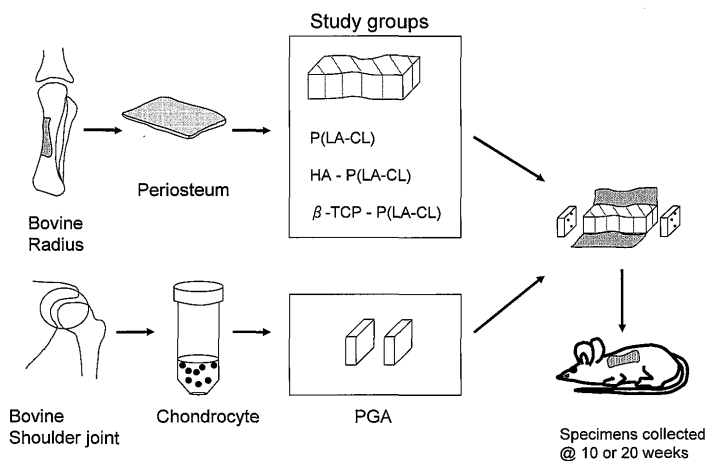 Study groups
P(LA-CL)
HA - P(LA-CL)
β -TCP - P(LA-CL)
Periosteum
Bovine
Radius
Bovine
Shoulder joint
Chondrocyte
PGA
Specimens collected
@ 10 or 20 weeks